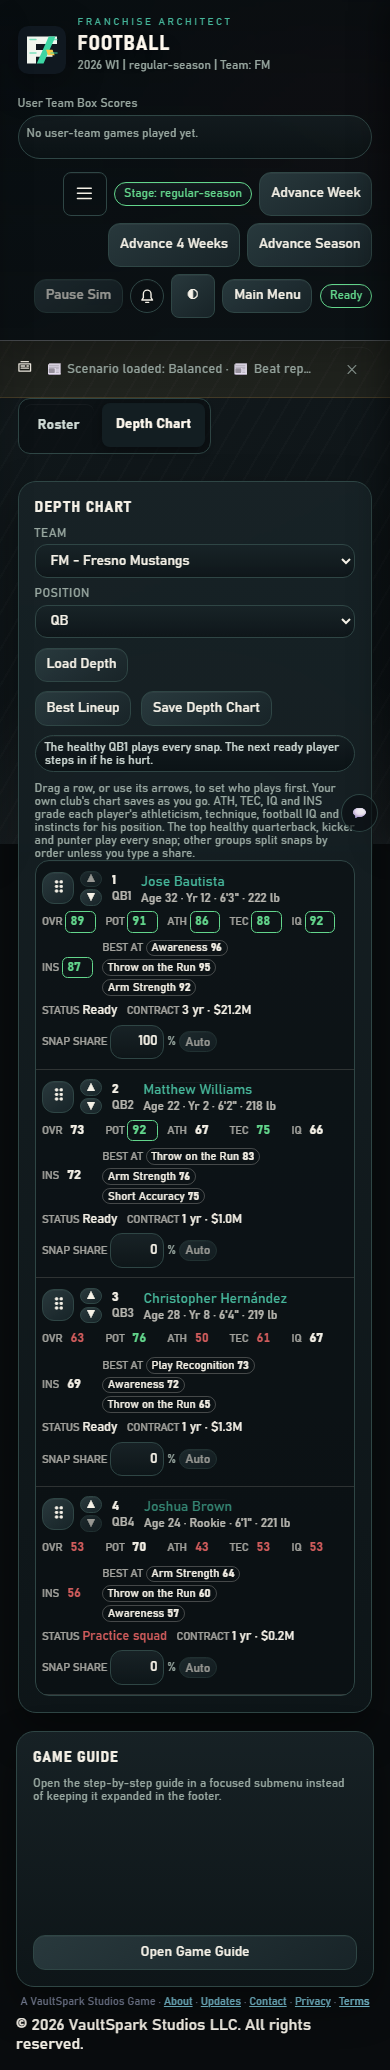 FRANCHISE ARCHITECT
FOOTBALL
2026 W1 | regular-season | Team: FM
User Team Box Scores
No user-team games played yet.
Stage: regular-season
Advance Week
Advance 4 Weeks
Advance Season
Pause Sim
Main Menu
Ready
Scenario loaded: Balanced · Beat rep...
Roster
Depth Chart
DEPTH CHART
TEAM
FM - Fresno Mustangs
POSITION
QB
Load Depth
Best Lineup
Save Depth Chart
The healthy QB1 plays every snap. The next ready player
steps in if he is hurt.
Drag a row, or use its arrows, to set who plays first. Your
own club's chart saves as you go. ATH, TEC, IQ and INS
grade each player's athleticism, technique, football IQ and
instincts for his position. The top healthy quarterback, kicker
and punter play every snap; other groups split snaps by
order unless you type a share.
1 Jose Bautista
QB1 Age 32 · Yr 12 · 6'3" · 222 lb
OVR 89 POT 91 ATH 86 TEC 88 IQ 92
INS 87 BEST AT Awareness 96
Throw on the Run 95
Arm Strength 92
STATUS Ready CONTRACT 3 yr · $21.2M
SNAP SHARE 100 % Auto
2 Matthew Williams
QB2 Age 22 · Yr 2 · 6'2" · 218 lb
OVR 73 POT 92 ATH 67 TEC 75 IQ 66
INS 72 BEST AT Throw on the Run 83
Arm Strength 76
Short Accuracy 75
STATUS Ready CONTRACT 1 yr · $1.0M
SNAP SHARE 0 % Auto
3 Christopher Hernández
QB3 Age 28 · Yr 8 · 6'4" · 219 lb
OVR 63 POT 76 ATH 50 TEC 61 IQ 67
INS 69 BEST AT Play Recognition 73
Awareness 72
Throw on the Run 65
STATUS Ready CONTRACT 1 yr · $1.3M
SNAP SHARE 0 % Auto
4 Joshua Brown
QB4 Age 24 · Rookie · 6'1" · 221 lb
OVR 53 POT 70 ATH 43 TEC 53 IQ 53
INS 56 BEST AT Arm Strength 64
Throw on the Run 60
Awareness 57
STATUS Practice squad CONTRACT 1 yr · $0.2M
SNAP SHARE 0 % Auto
GAME GUIDE
Open the step-by-step guide in a focused submenu instead
of keeping it expanded in the footer.
Open Game Guide
A VaultSpark Studios Game · About · Updates · Contact · Privacy · Terms
© 2026 VaultSpark Studios LLC. All rights
reserved.